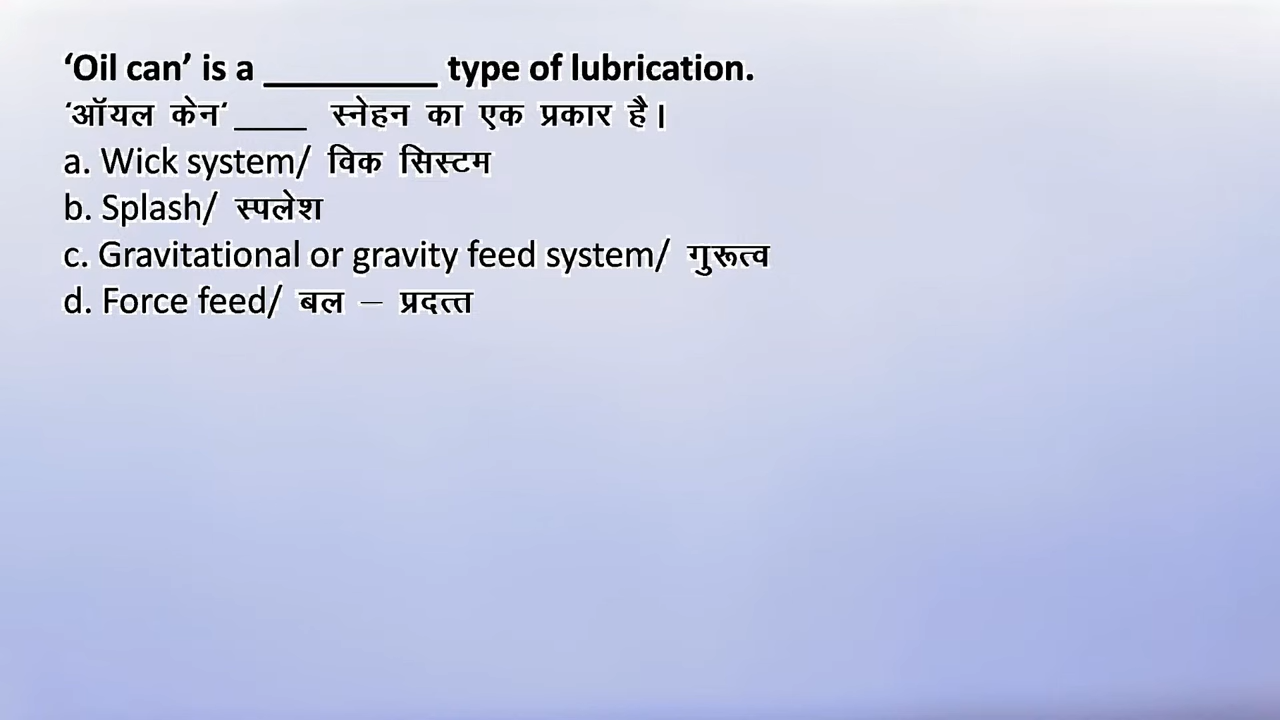 ‘Oil can’ is a _________ type of lubrication.
‘ऑयल केन‘ ____ स्नेहन का एक प्रकार है।
a. Wick system/ विक सिस्टम
b. Splash/ स्पलेश
c. Gravitational or gravity feed system/ गुरूत्व
d. Force feed/ बल – प्रदत्त